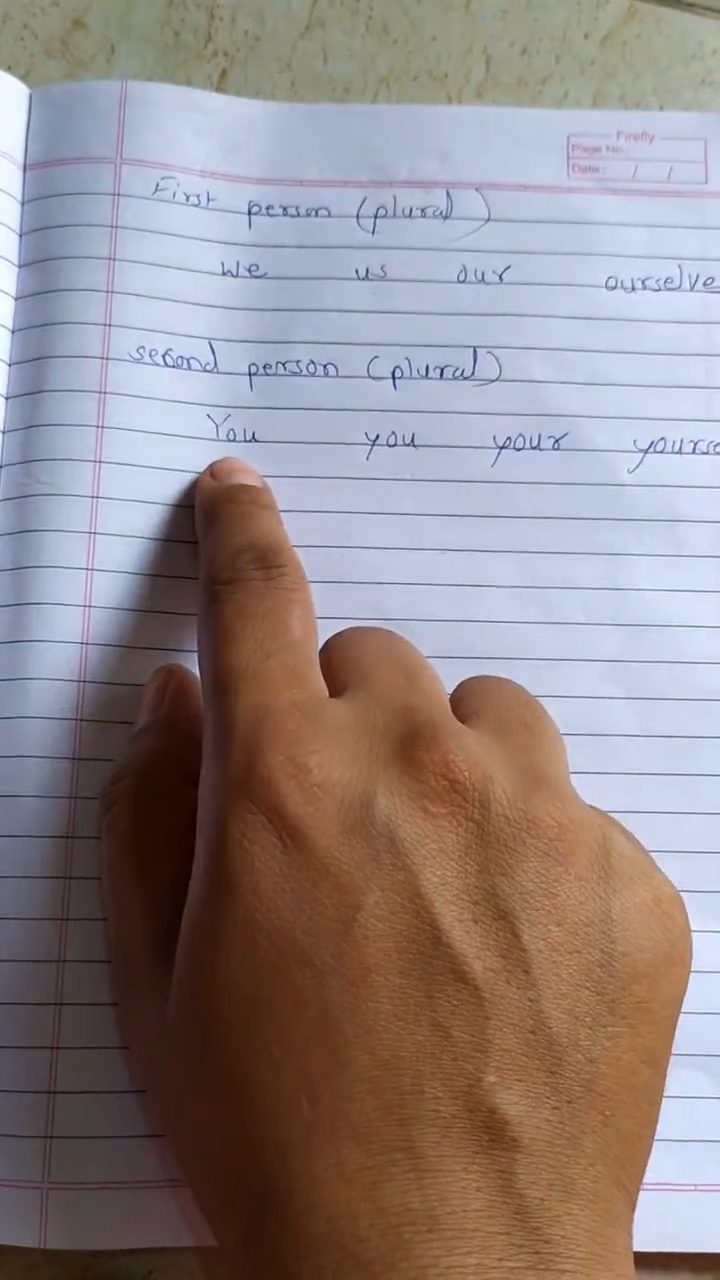 Firefly
Page No.
Date: / /
First person (plural)
we us our ourselve
second person (plural)
You you your yourse